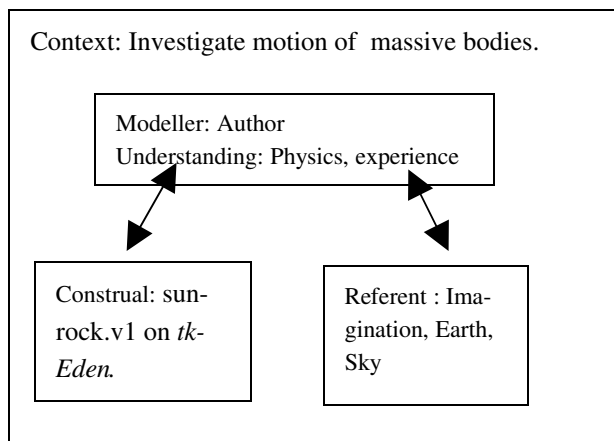 Context: Investigate motion of massive bodies.
Modeller: Author
Understanding: Physics, experience
Construal: sun-
rock.v1 on tk-
Eden.
Referent : Ima-
gination, Earth,
Sky